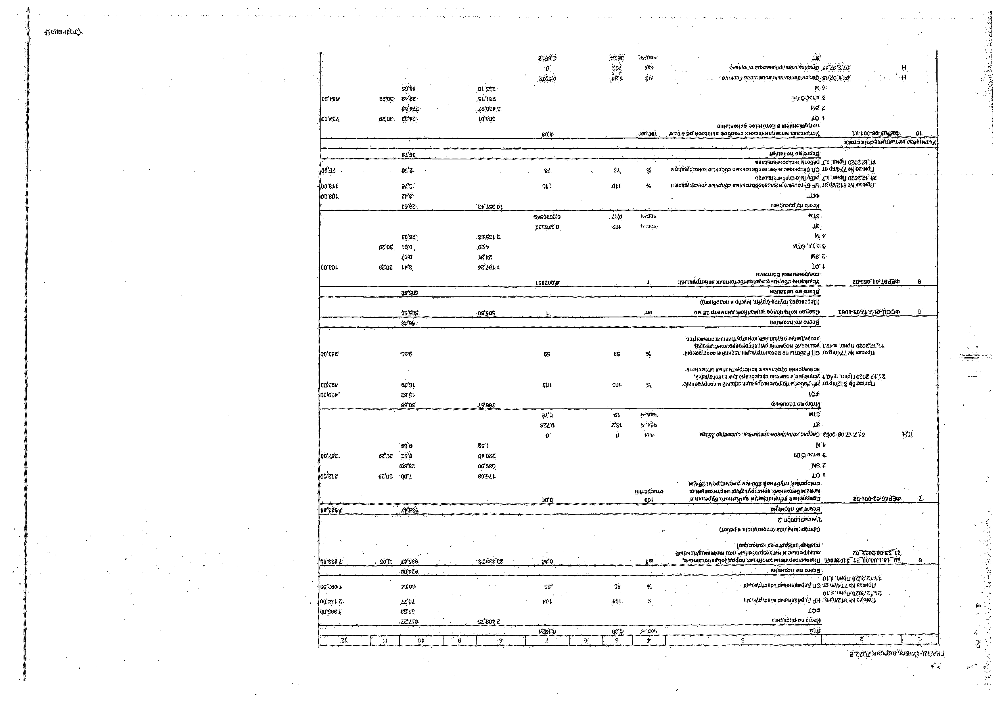 ГРАНД-Смета, версия 2022.3
1 2 3 4 5 6 7 8 9 10 11 12
ЗТм чел.-ч 0,36 0,1224
Итого по расценке 2 403,75 817,27
ФОТ 65,53 1 985,00
Приказ № 812/пр от НР Деревянные конструкции % 108 108 70,77 2 144,00
21.12.2020 Прил. п.10
Приказ № 774/пр от СП Деревянные конструкции % 55 55 36,04 1 092,00
11.12.2020 Прил. п.10
Всего по позиции 924,08
6 ТЦ_15.1.00.00_31_31020050 Пиломатериалы хвойных пород (обработанные, м3 0,34 23 333,33 985,47 8,05 7 933,00
28_23.08.2022_02 ошкуренные и изготовленные под индивидуальный
размер каждого из колодцев)
(Материалы для строительных работ)
Цена=28000/1,2
Всего по позиции 985,47 7 933,00
7 ФЕР46-03-001-02 Сверление установками алмазного бурения в 100 0,04
железобетонных конструкциях вертикальных отверстий
отверстий глубиной 200 мм диаметром: 25 мм
1 ОТ 175,08 7,00 30,29 212,00
2 ЭМ 589,90 23,60
3 в т.ч. ОТм 220,40 8,82 30,29 267,00
4 М 1,59 0,06
П,Н 01.7.17.09-0063 Сверло кольцевое алмазное, диаметр 25 мм шт 0 0
ЗТ чел.-ч 18,2 0,728
ЗТм чел.-ч 19 0,76
Итого по расценке 766,57 30,66
ФОТ 15,82 479,00
Приказ № 812/пр от НР Работы по реконструкции зданий и сооружений: % 103 103 16,29 493,00
21.12.2020 Прил. п.40.1 усиление и замена существующих конструкций,
возведение отдельных конструктивных элементов
Приказ № 774/пр от СП Работы по реконструкции зданий и сооружений: % 59 59 9,33 283,00
11.12.2020 Прил. п.40.1 усиление и замена существующих конструкций,
возведение отдельных конструктивных элементов
Всего по позиции 56,28
8 ФССЦ-01.7.17.09-0063 Сверло кольцевое алмазное, диаметр 25 мм шт 1 505,50 505,50
(Перевозка грузов (грунт, мусор и подобное))
Всего по позиции 505,50
9 ФЕР07-01-058-02 Усиление сборных железобетонных конструкций: т 0,002851
соединением болтами
1 ОТ 1 197,24 3,41 30,29 103,00
2 ЭМ 24,31 0,07
3 в т.ч. ОТм 4,29 0,01 30,29
4 М 9 135,88 26,05
ЗТ чел.-ч 132 0,376332
ЗТм чел.-ч 0,37 0,0010549
Итого по расценке 10 357,43 29,53
ФОТ 3,42 103,00
Приказ № 812/пр от НР Бетонные и железобетонные сборные конструкции и % 110 110 3,76 113,00
21.12.2020 Прил. п.7 работы в строительстве
Приказ № 774/пр от СП Бетонные и железобетонные сборные конструкции и % 73 73 2,50 75,00
11.12.2020 Прил. п.7 работы в строительстве
Всего по позиции 35,79
Установка металлических стоек
10 ФЕР09-08-001-01 Установка металлических столбов высотой до 4 м: с 100 шт 0,08
погружением в бетонное основание
1 ОТ 304,01 24,32 30,29 737,00
2 ЭМ 3 430,97 274,48
3 в т.ч. ОТм 281,18 22,49 30,29 681,00
4 М 233,10 18,65
Н 04.1.02.05 Смеси бетонные тяжелого бетона м3 6,34 0,5072
Н 07.2.07.11 Стойки металлические опорные шт 100 8
ЗТ чел.-ч 35,64 2,8512
Страница 3